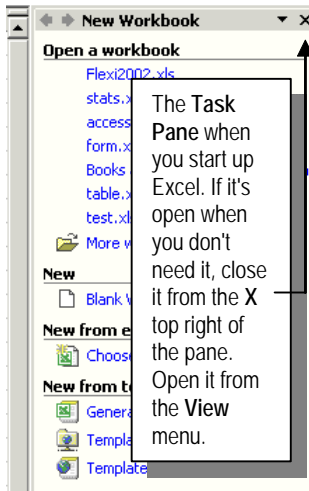 New Workbook
Open a workbook
Flexi2002.xls
stats.x
access
form.x
Books
table.x
test.xl
More w
New
Blank W
New from e
Choos
New from t
Genera
Templa
Template
The Task
Pane when
you start up
Excel. If it's
open when
you don't
need it, close
it from the X
top right of
the pane.
Open it from
the View
menu.